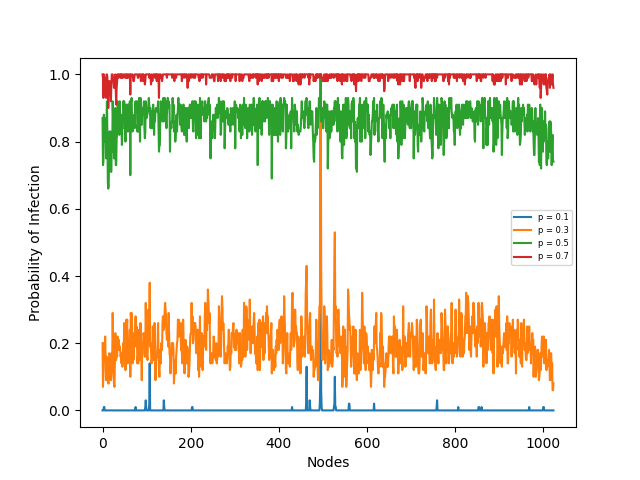 1.0
0.8
0.6
0.4
0.2
0.0
Probability of Infection
p = 0.1
p = 0.3
p = 0.5
p = 0.7
0 200 400 600 800 1000
Nodes